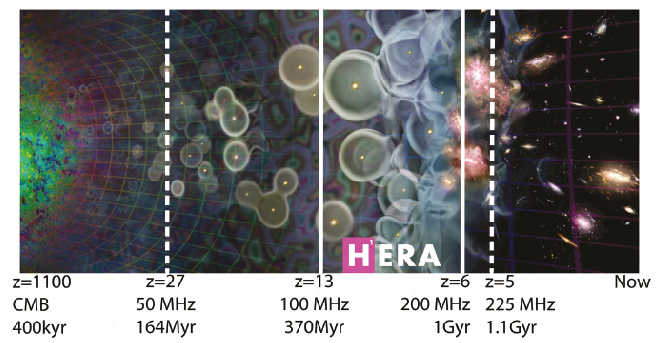 H¹ERA
z=1100 z=27 z=13 z=6 z=5 Now
CMB 50 MHz 100 MHz 200 MHz 225 MHz
400kyr 164Myr 370Myr 1Gyr 1.1Gyr